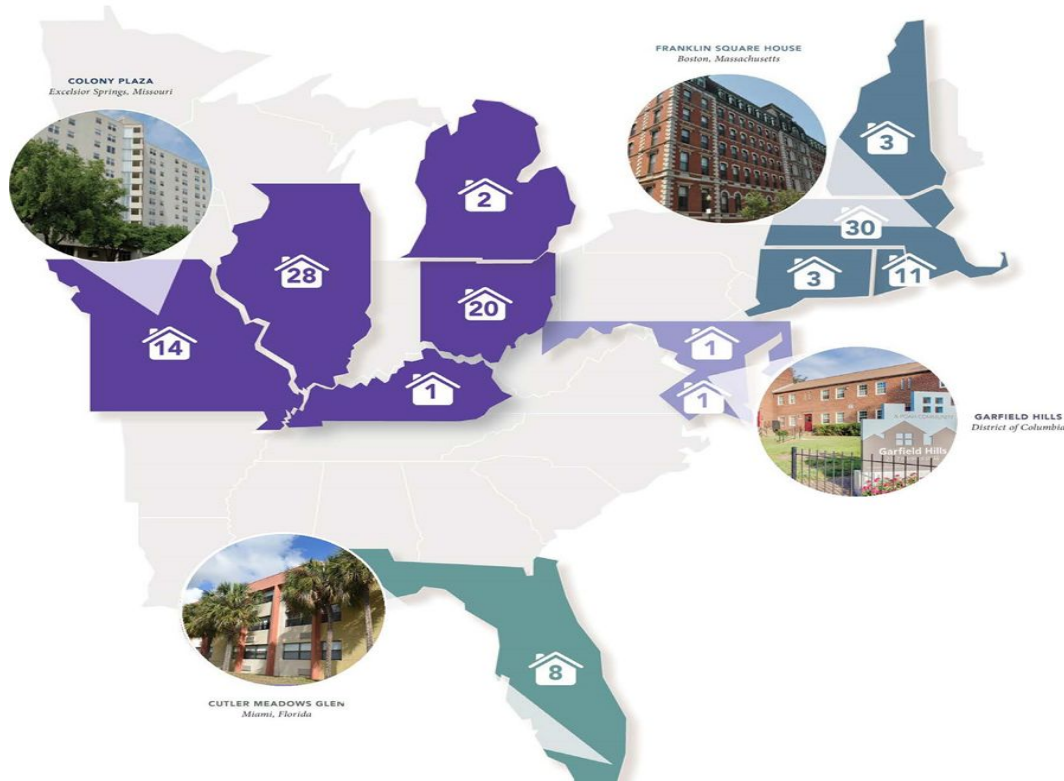 FRANKLIN SQUARE HOUSE
Boston, Massachusetts
COLONY PLAZA
Excelsior Springs, Missouri
3
2
30
28
3
11
20
14
1
1
1
GARFIELD HILLS
District of Columbia
Garfield Hills
8
CUTLER MEADOWS GLEN
Miami, Florida